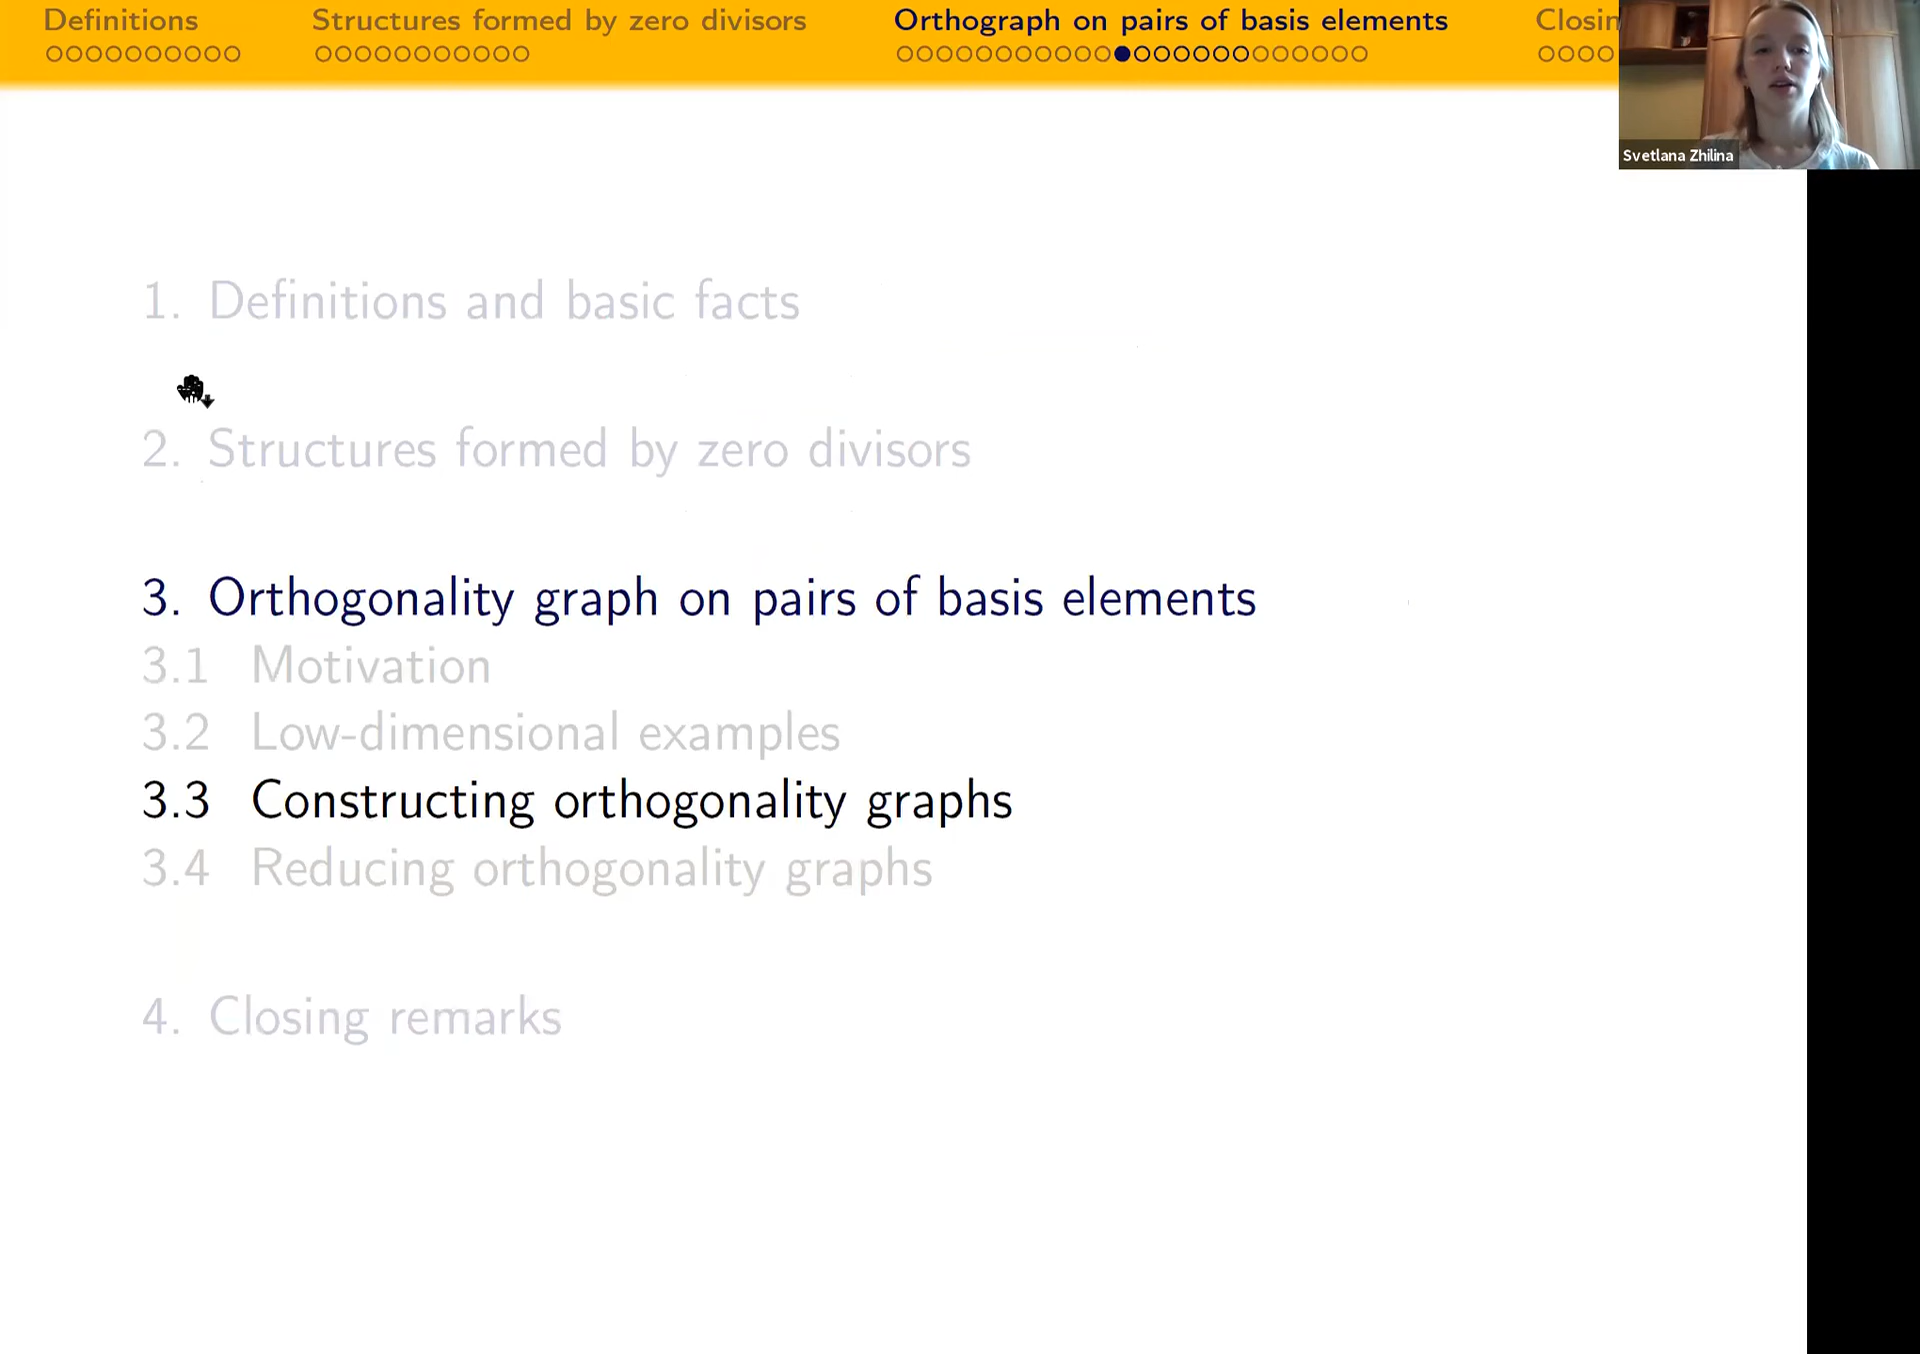 Definitions
Structures formed by zero divisors
Orthograph on pairs of basis elements
Closin
Svetlana Zhilina
1. Definitions and basic facts
2. Structures formed by zero divisors
3. Orthogonality graph on pairs of basis elements
3.1 Motivation
3.2 Low-dimensional examples
3.3 Constructing orthogonality graphs
3.4 Reducing orthogonality graphs
4. Closing remarks